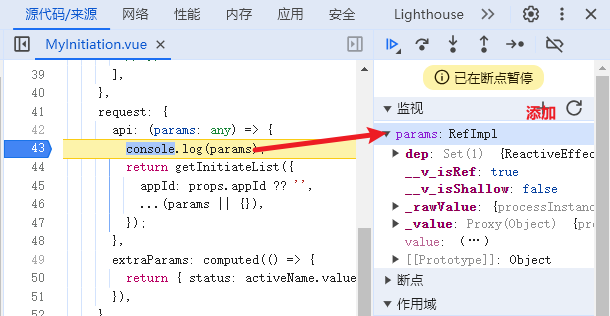 源代码/来源 网络 性能 内存 应用 安全 Lighthouse »
MyInitiation.vue ×
已在断点暂停
监视 添加
39 ],
40 },
41 request: {
42 api: (params: any) => {
43 console.log(params)
44 return getInitiateList({
45 appId: props.appId ?? '',
46 ...(params || {}),
47 });
48 },
49 extraParams: computed(() => {
50 return { status: activeName.value
51 }),
params: RefImpl
dep: Set(1) {ReactiveEffec
__v_isRef: true
__v_isShallow: false
_rawValue: {processInstan
_value: Proxy(Object) {pro
value: (...)
[[Prototype]]: Object
断点
作用域